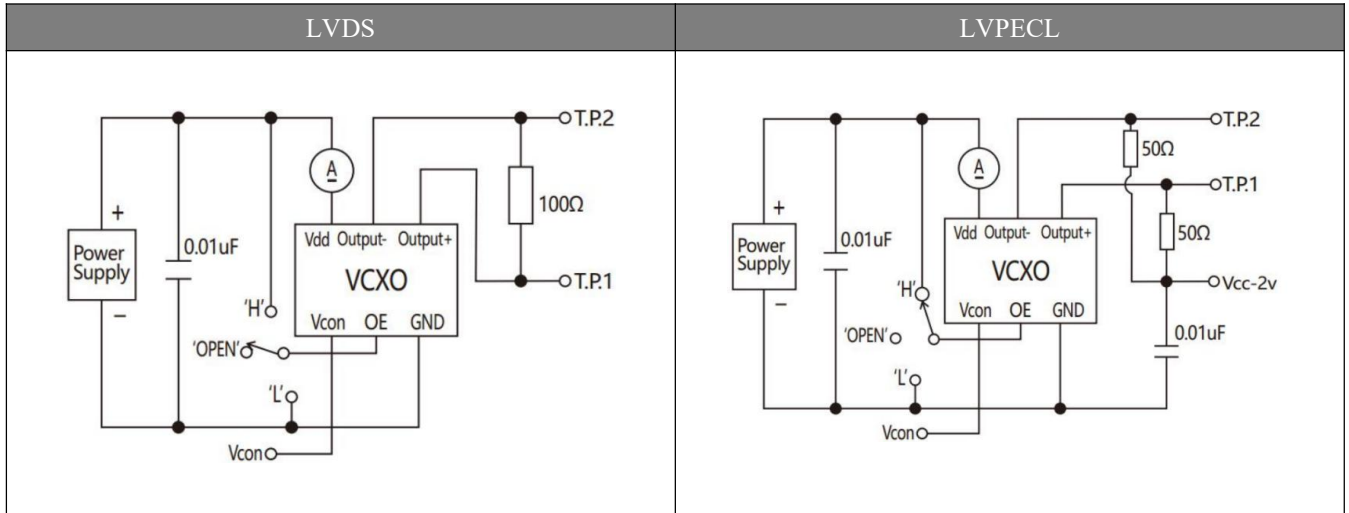 LVDS
LVPECL
T.P.2
A
100Ω
+
Power
Supply
−
0.01uF
Vdd Output- Output+
VCXO
Vcon OE GND
T.P.1
'H'
'OPEN'
'L'
Vcon
T.P.2
50Ω
A
T.P.1
50Ω
+
Power
Supply
−
0.01uF
Vdd Output- Output+
VCXO
Vcon OE GND
Vcc-2v
'H'
'OPEN'
0.01uF
'L'
Vcon